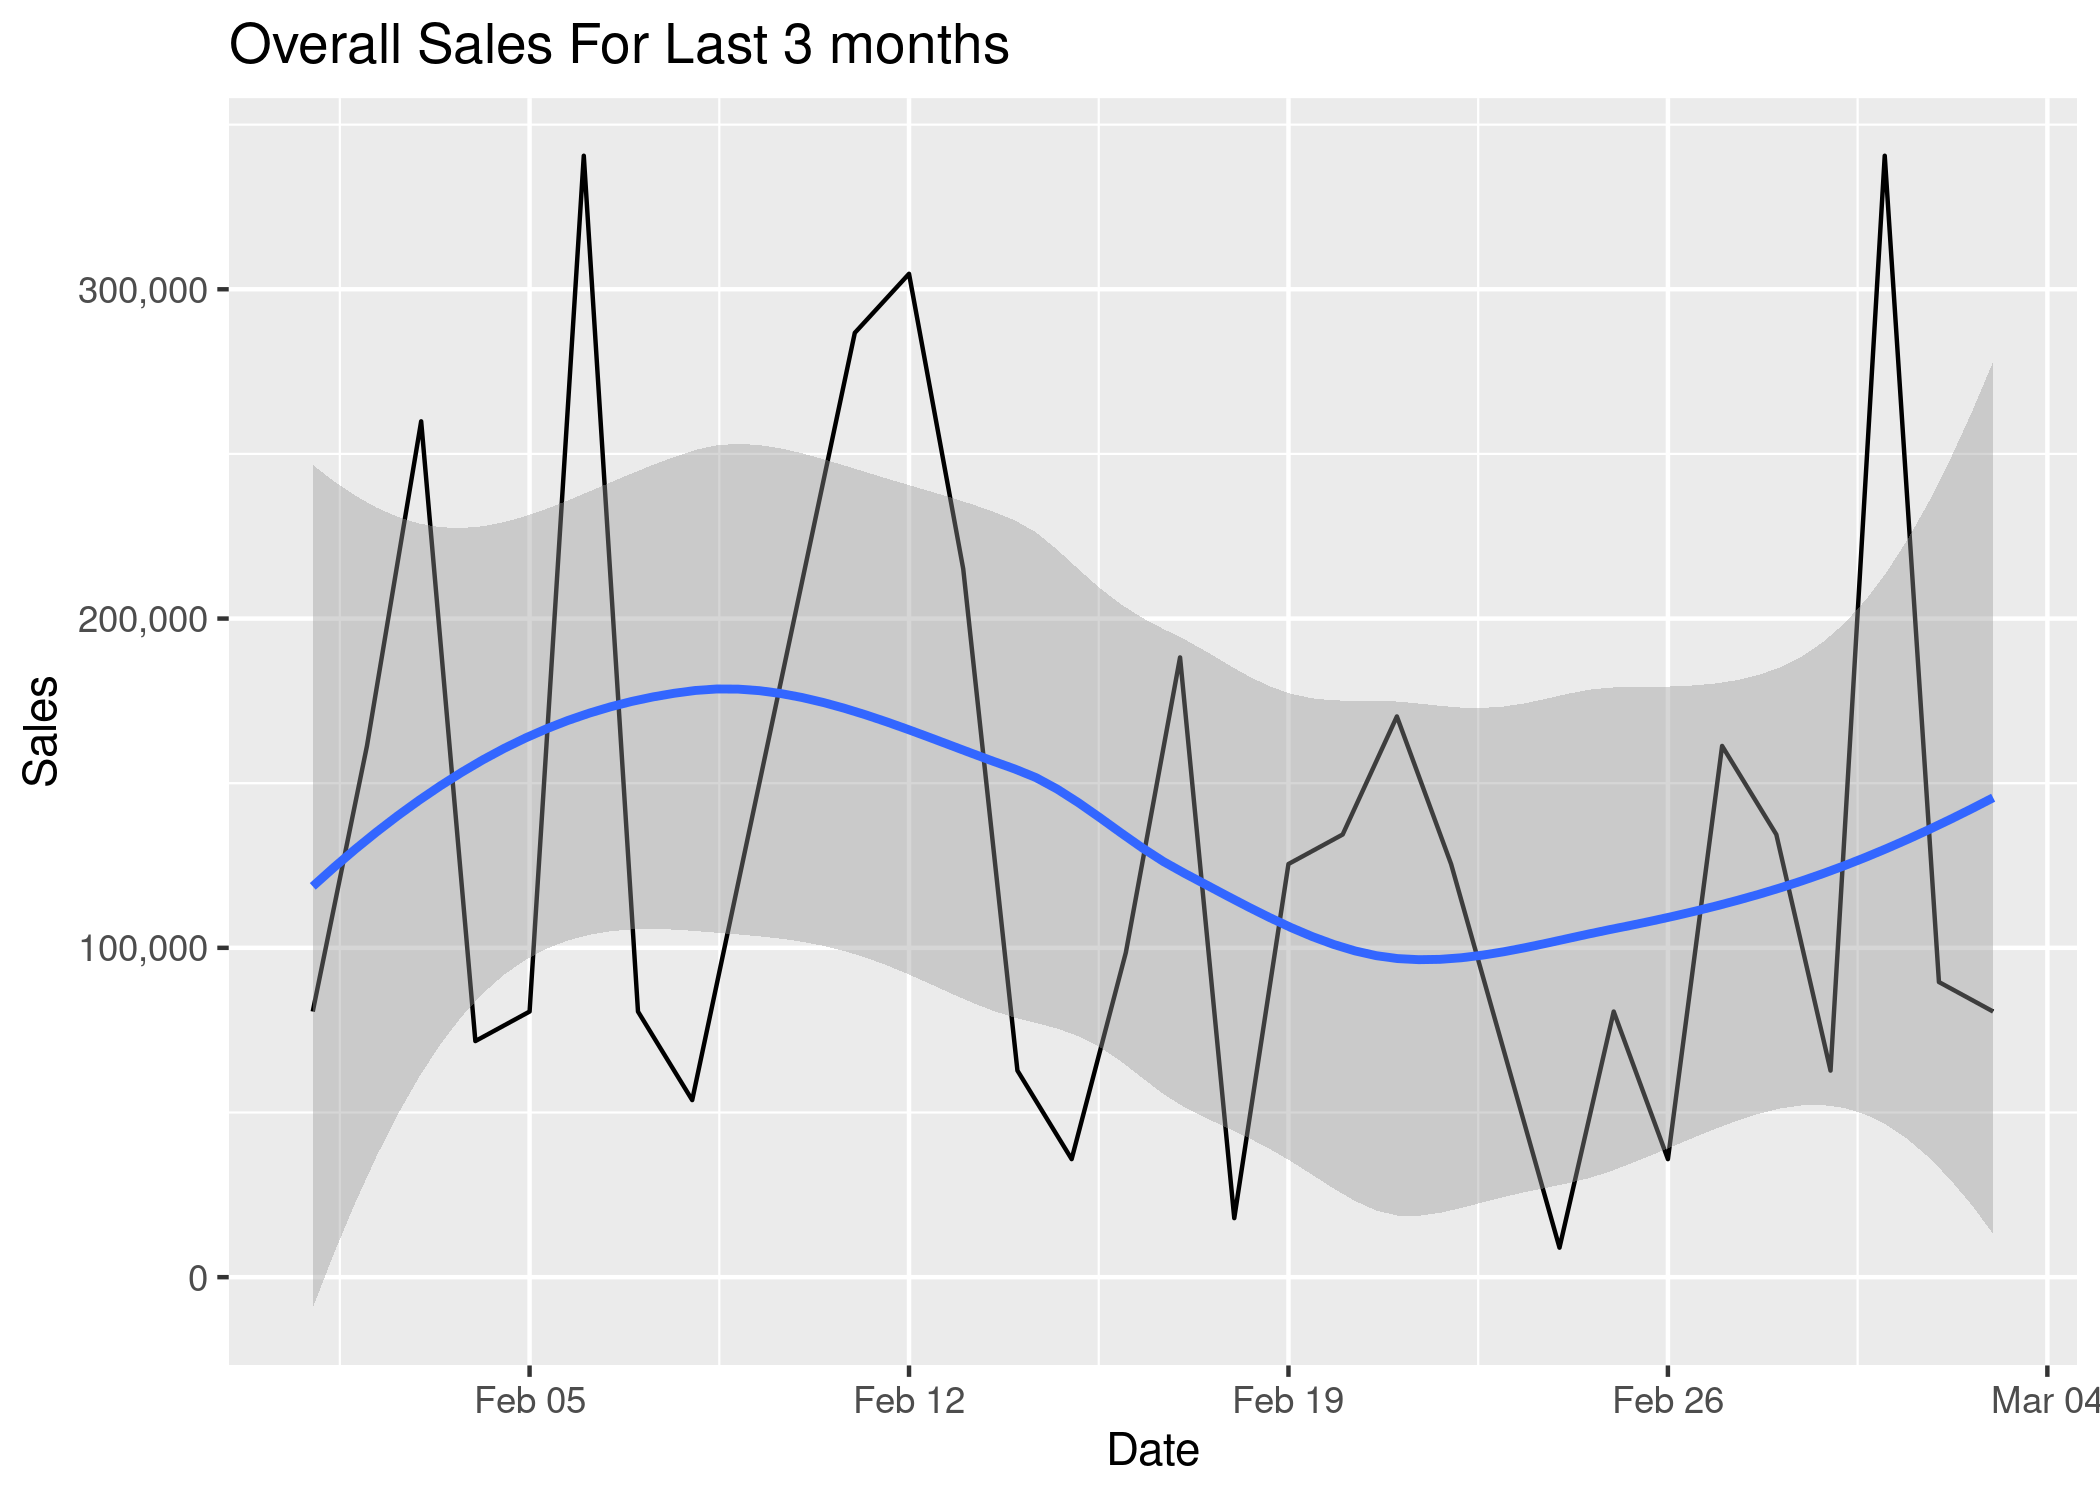 Overall Sales For Last 3 months
300,000
200,000
100,000
0
Sales
Feb 05
Feb 12
Feb 19
Feb 26
Mar 04
Date